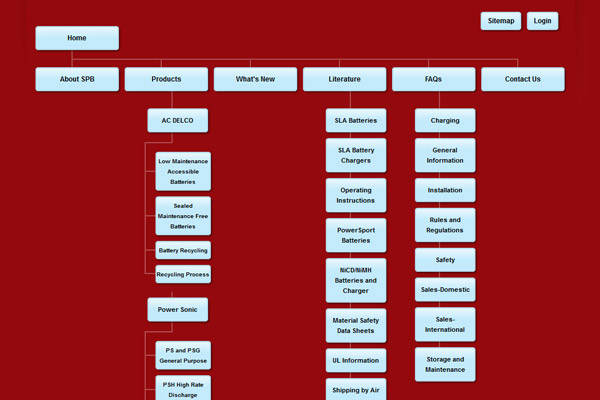 Sitemap
Login
Home
About SPB
Products
What's New
Literature
FAQs
Contact Us
AC DELCO
Low Maintenance
Accessible
Batteries
Sealed
Maintenance Free
Batteries
Battery Recycling
Recycling Process
Power Sonic
PS and PSG
General Purpose
PSH High Rate
Discharge
SLA Batteries
SLA Battery
Chargers
Operating
Instructions
PowerSport
Batteries
NiCD/NiMH
Batteries and
Charger
Material Safety
Data Sheets
UL Information
Shipping by Air
Charging
General
Information
Installation
Rules and
Regulations
Safety
Sales-Domestic
Sales-
International
Storage and
Maintenance